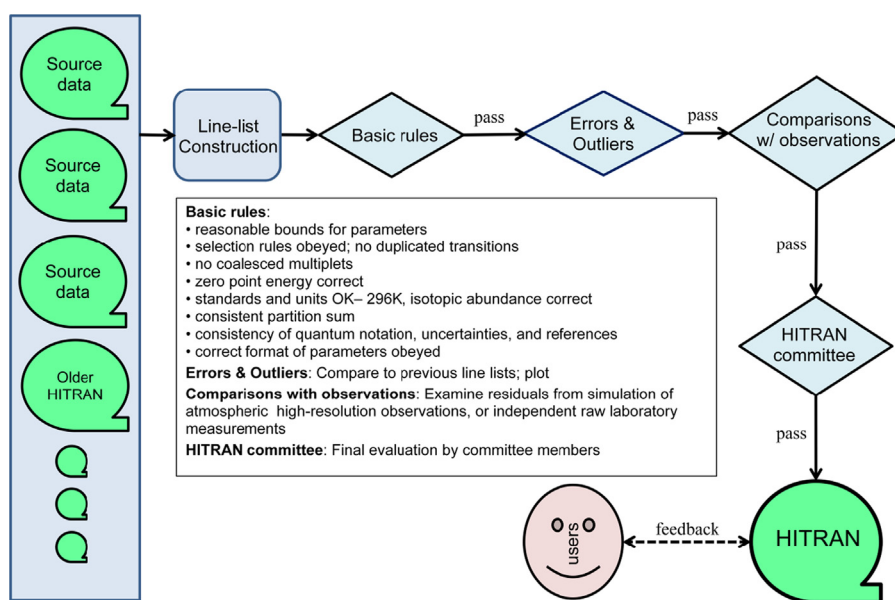 Source
data
Source
data
Source
data
Older
HITRAN
Line-list
Construction
Basic rules
pass
Errors &
Outliers
pass
Comparisons
w/ observations
pass
HITRAN
committee
pass
HITRAN
feedback
users
Basic rules:
• reasonable bounds for parameters
• selection rules obeyed; no duplicated transitions
• no coalesced multiplets
• zero point energy correct
• standards and units OK– 296K, isotopic abundance correct
• consistent partition sum
• consistency of quantum notation, uncertainties, and references
• correct format of parameters obeyed
Errors & Outliers: Compare to previous line lists; plot
Comparisons with observations: Examine residuals from simulation of
atmospheric high-resolution observations, or independent raw laboratory
measurements
HITRAN committee: Final evaluation by committee members